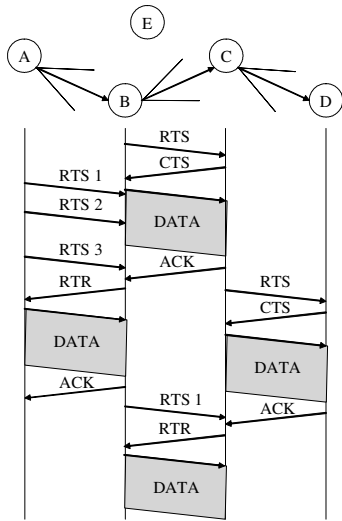 E
A
C
B
D
RTS
CTS
RTS 1
RTS 2
DATA
RTS 3
ACK
RTR
RTS
CTS
DATA
DATA
ACK
RTS 1
ACK
RTR
DATA